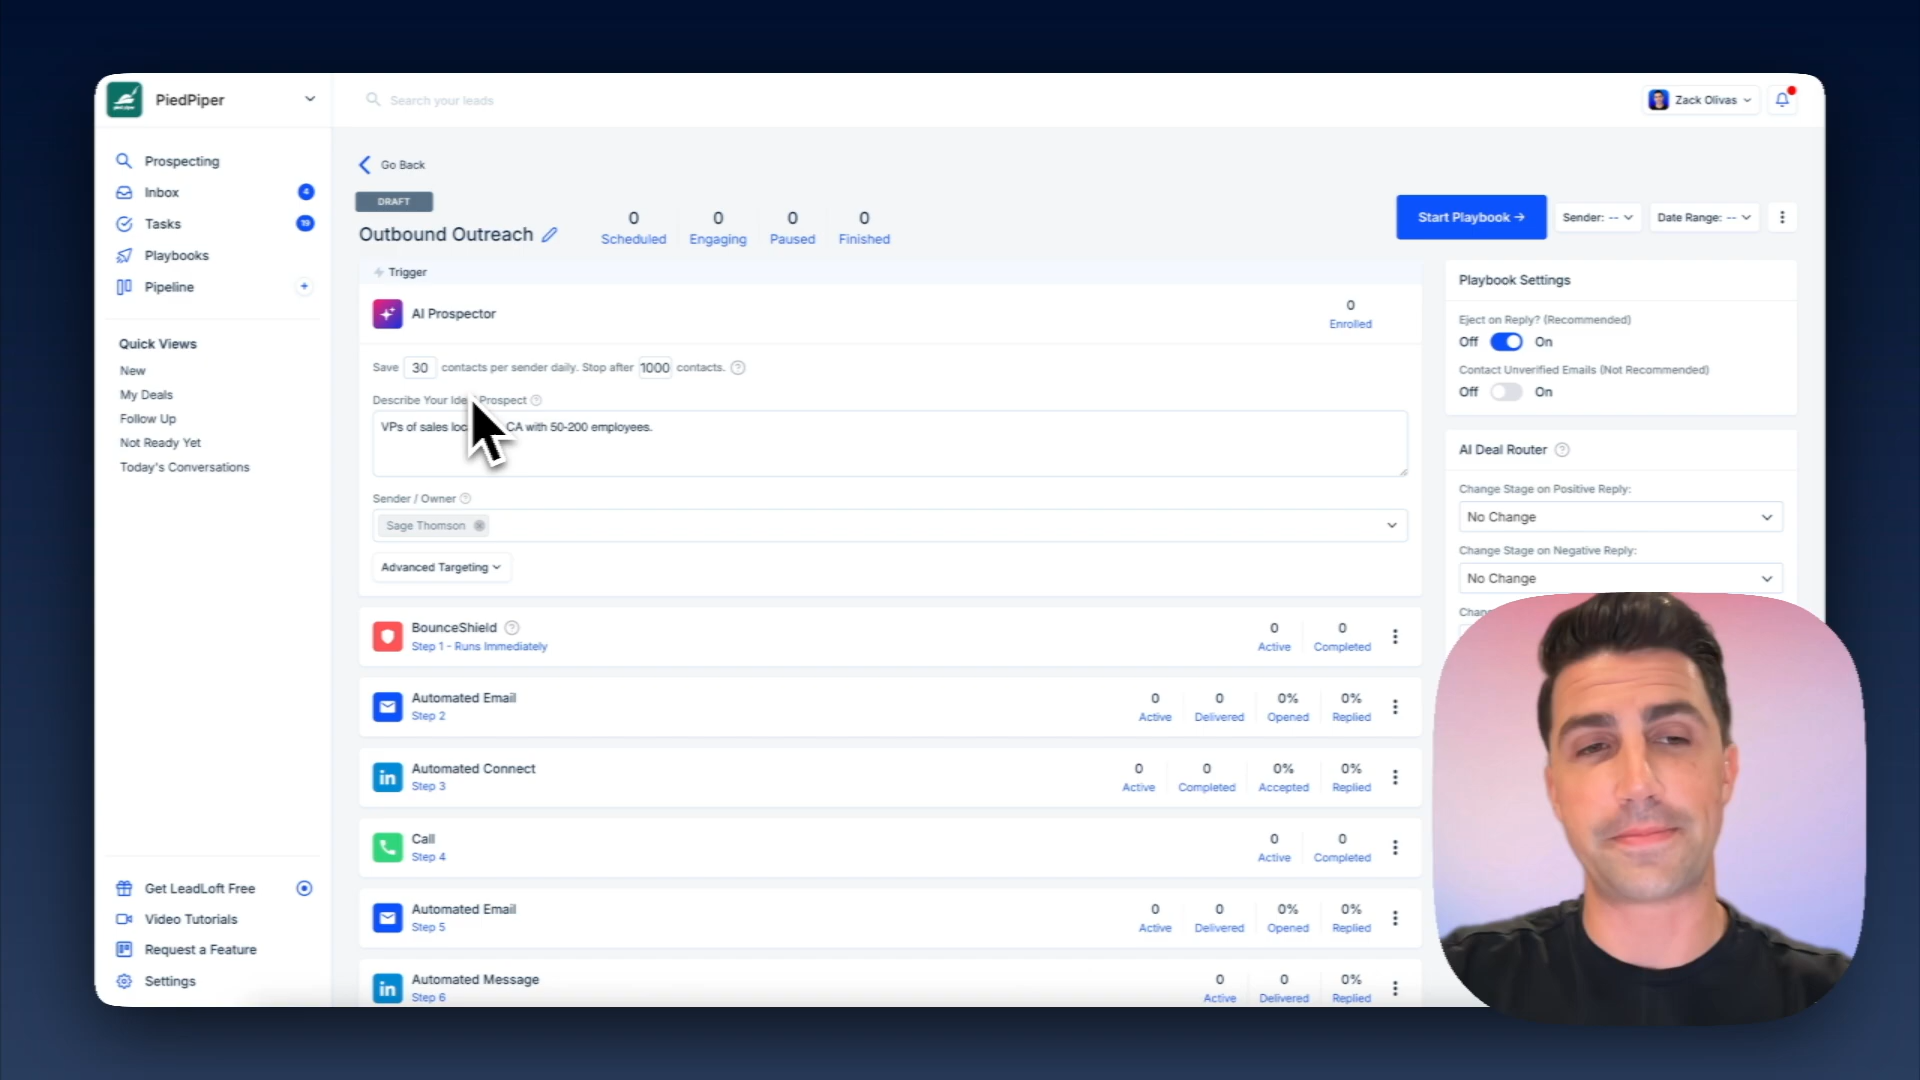 PiedPiper
Search your leads
Zack Olivas
Prospecting
Inbox 4
Tasks 19
Playbooks
Pipeline +
Quick Views
New
My Deals
Follow Up
Not Ready Yet
Today's Conversations
Get LeadLoft Free
Video Tutorials
Request a Feature
Settings
Go Back
DRAFT
Outbound Outreach
0 Scheduled
0 Engaging
0 Paused
0 Finished
Start Playbook →
Sender: --
Date Range: --
Trigger
AI Prospector
0 Enrolled
Save 30 contacts per sender daily. Stop after 1000 contacts. ?
Describe Your Prospect ?
VPs of sales CA with 50-200 employees.
Sender / Owner ?
Sage Thomson
Advanced Targeting
BounceShield ?
Step 1 - Runs Immediately
0 Active
0 Completed
Automated Email
Step 2
0 Active
0 Delivered
0% Opened
0% Replied
in
Automated Connect
Step 3
0 Active
0 Completed
0% Accepted
0% Replied
Call
Step 4
0 Active
0 Completed
Automated Email
Step 5
0 Active
0 Delivered
0% Opened
0% Replied
in
Automated Message
Step 6
0 Active
0 Delivered
0% Replied
Playbook Settings
Eject on Reply? (Recommended)
Off On
Contact Unverified Emails (Not Recommended)
Off On
AI Deal Router ?
Change Stage on Positive Reply:
No Change
Change Stage on Negative Reply:
No Change